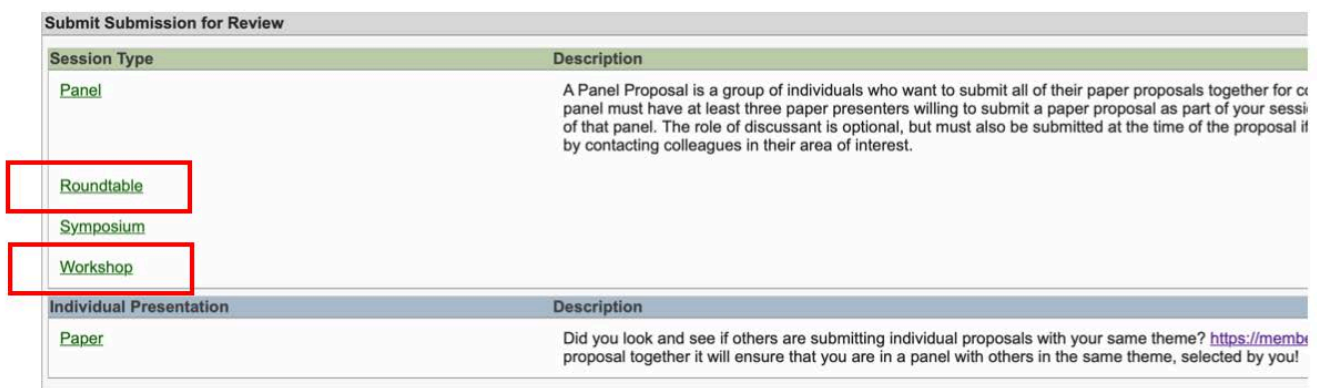 Submit Submission for Review
Session Type Description
Panel A Panel Proposal is a group of individuals who want to submit all of their paper proposals together for
panel must have at least three paper presenters willing to submit a paper proposal as part of your
of that panel. The role of discussant is optional, but must also be submitted at the time of the proposal
by contacting colleagues in their area of interest.
Roundtable
Symposium
Workshop
Individual Presentation Description
Paper Did you look and see if others are submitting individual proposals with your same theme?
proposal together it will ensure that you are in a panel with others in the same theme, selected by you!